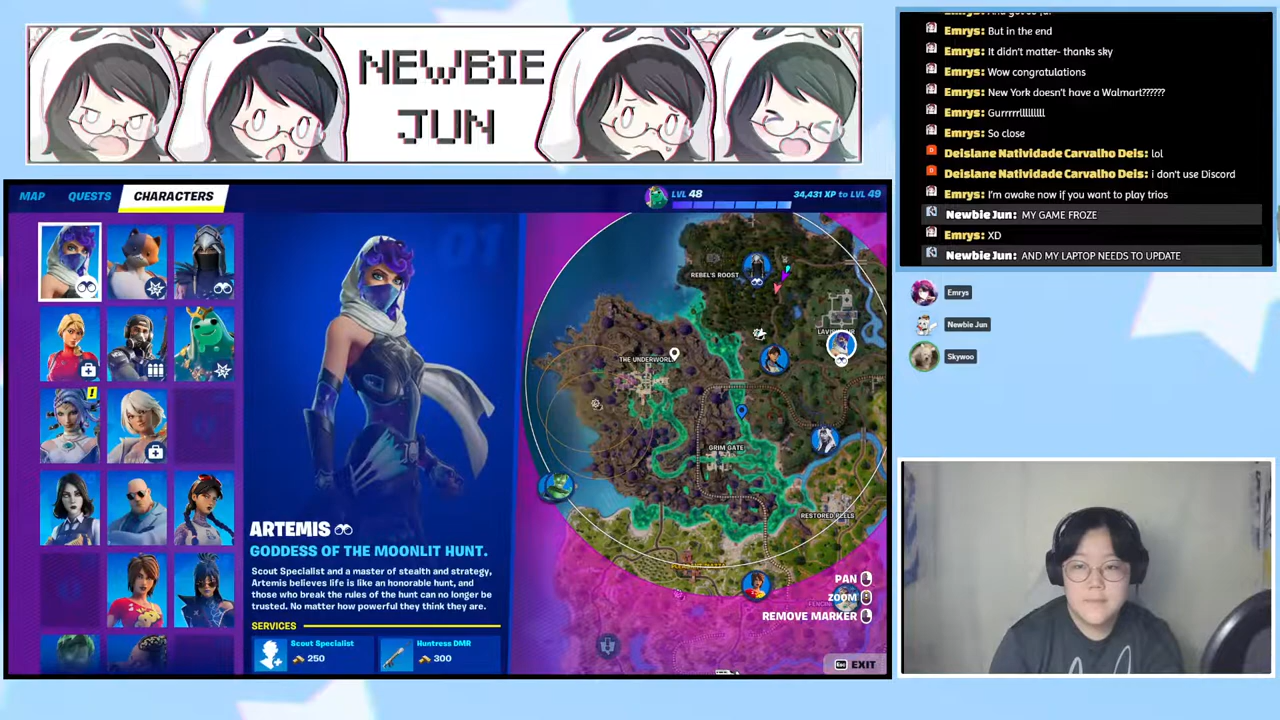 NEWBIE
JUN
MAP
QUESTS
CHARACTERS
LVL 48
34,431 XP to LVL 49
01
ARTEMIS
GODDESS OF THE MOONLIT HUNT.
Scout Specialist and a master of stealth and strategy,
Artemis believes life is like an honorable hunt, and
those who break the rules of the hunt can no longer be
trusted. No matter how powerful they think they are.
SERVICES
Scout Specialist
250
Huntress DMR
300
REBEL'S ROOST
THE UNDERWORLD
GRIM GATE
RESTORED REELS
PLEASANT PIAZZA
PAN
ZOOM
REMOVE MARKER
Esc EXIT
Emrys: But in the end
Emrys: It didn't matter- thanks sky
Emrys: Wow congratulations
Emrys: New York doesn't have a Walmart??????
Emrys: Gurrrrlllllllll
Emrys: So close
Deislane Natividade Carvalho Deis: lol
Deislane Natividade Carvalho Deis: i don't use Discord
Emrys: I'm awake now if you want to play trios
Newbie Jun: MY GAME FROZE
Emrys: XD
Newbie Jun: AND MY LAPTOP NEEDS TO UPDATE
Emrys
Newbie Jun
Skywoo